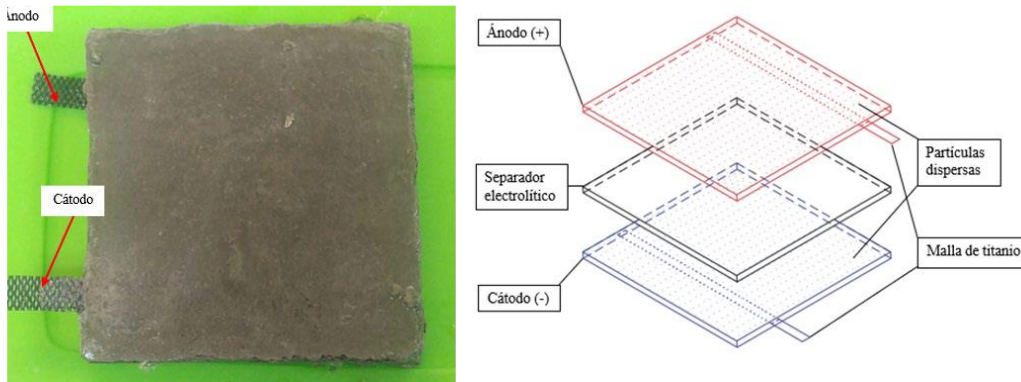 Ánodo
Cátodo
Ánodo (+)
Separador
electrolítico
Cátodo (-)
Partículas
dispersas
Malla de titanio